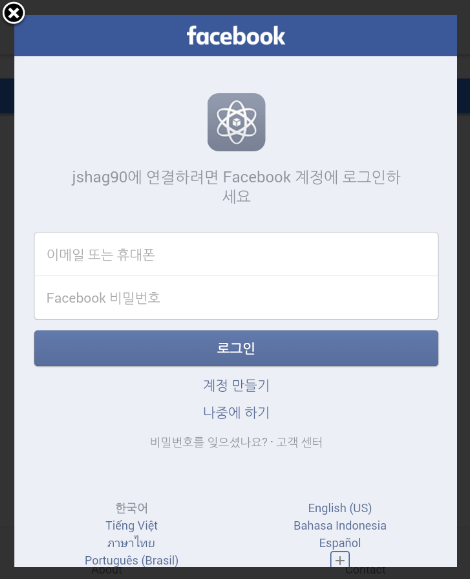 facebook
jshag90에 연결하려면 Facebook 계정에 로그인하
세요
이메일 또는 휴대폰
Facebook 비밀번호
로그인
계정 만들기
나중에 하기
비밀번호를 잊으셨나요? · 고객 센터
한국어 English (US)
Tiếng Việt Bahasa Indonesia
ภาษาไทย Español
Português (Brasil)
About Contact